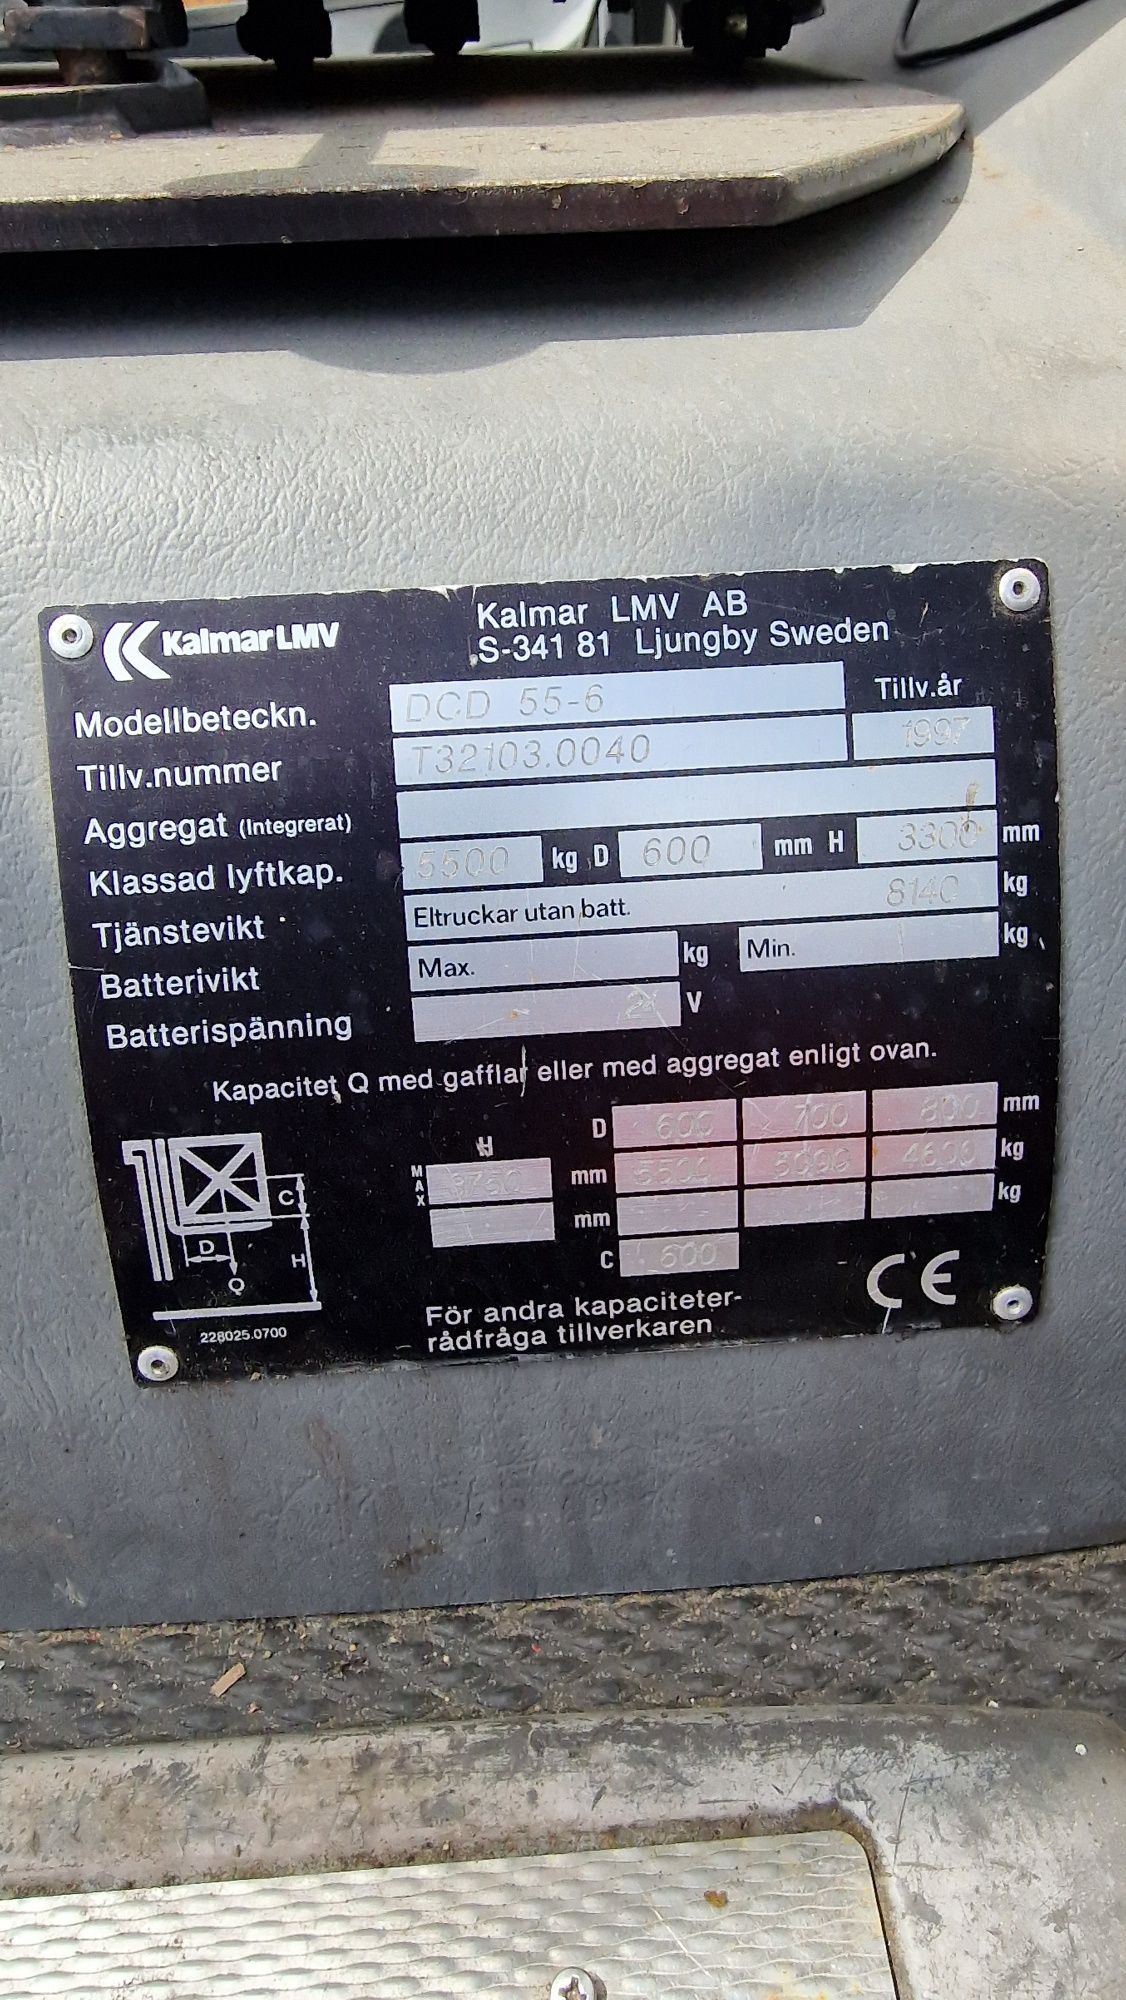 KalmarLMV
Kalmar LMV AB
S-341 81 Ljungby Sweden
Modellbeteckn. DCD 55-6 Tillv.år
Tillv.nummer T32103.0040 1997
Aggregat (Integrerat)
Klassad lyftkap. 5500 kg D 600 mm H 3300 mm
Tjänstevikt Eltruckar utan batt. 8140 kg
Batterivikt Max. kg Min. kg
Batterispänning V
Kapacitet Q med gafflar eller med aggregat enligt ovan.
H D 600 700 800 mm
MAX 3750 mm 5500 5000 4600 kg
mm kg
C 600
C
D
H
Q
228025.0700
För andra kapaciteter-
rådfråga tillverkaren
CE